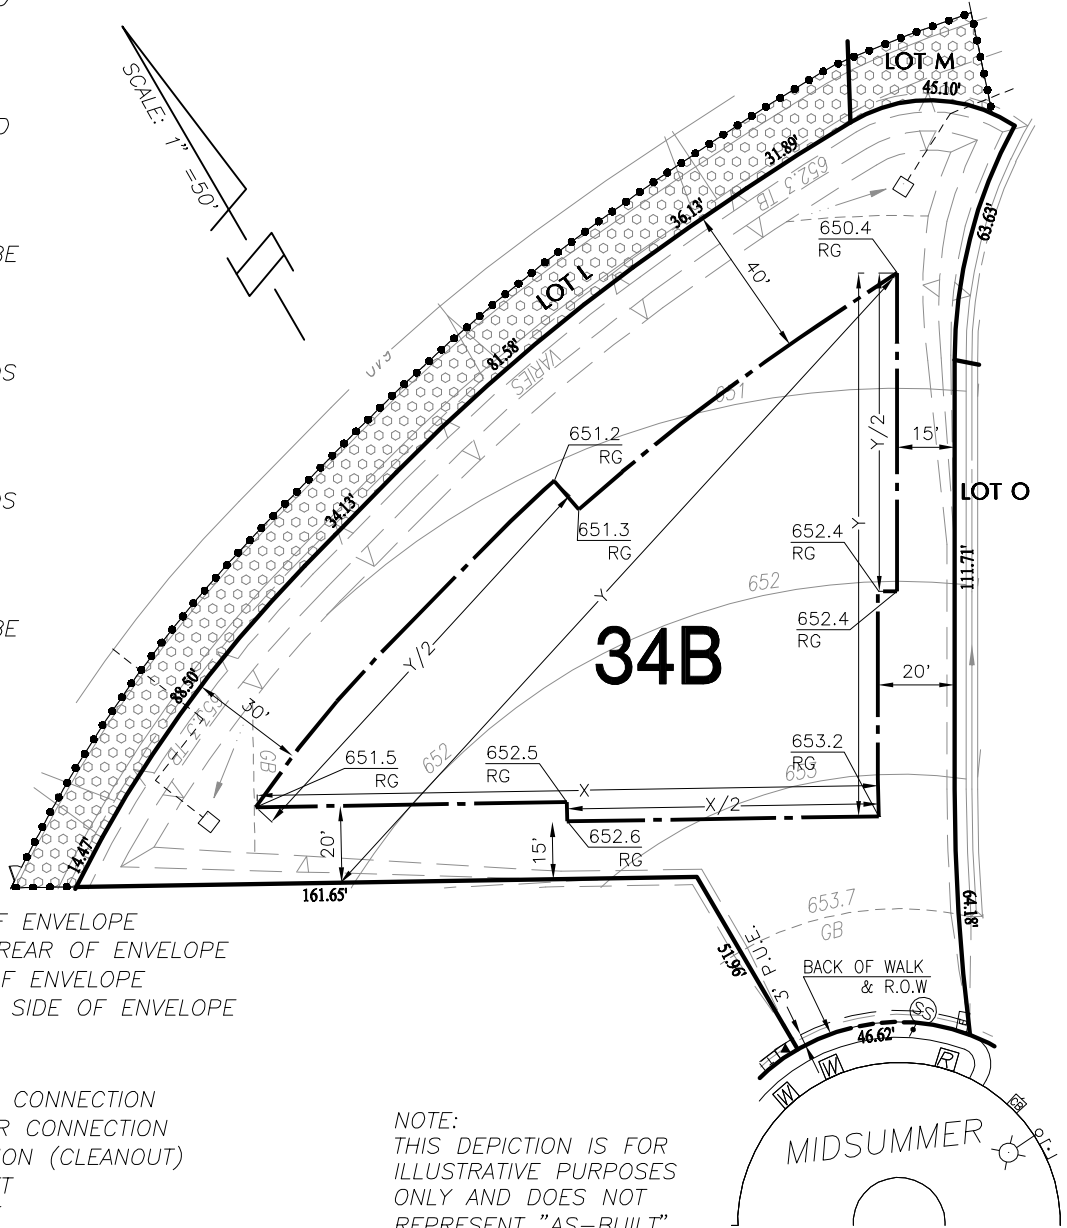 SCALE: 1" =50'
LOT M
45.10'
31.89'
652.3 TB
36.13'
63.63'
650.4
RG
40'
LOT L
81.58'
VARIES
651
651.2
RG
Y/2
15'
34.13'
651.3
RG
Y
LOT O
652.4
RG
652
111.71'
652.4
RG
Y
Y/2
34B
88.50'
30'
20'
652
GB
651.5
RG
652.5
RG
653.2
RG
653
X
X/2
20'
15'
652.6
RG
14.47'
161.65'
653.7
GB
64.18'
51.96'
3' P.U.E.
BACK OF WALK
& R.O.W
SS
46.62'
W
W
R
CB
MIDSUMMER
ENVELOPE
REAR OF ENVELOPE
ENVELOPE
SIDE OF ENVELOPE
CONNECTION
CONNECTION
(CLEANOUT)
NOTE:
THIS DEPICTION IS FOR
ILLUSTRATIVE PURPOSES
ONLY AND DOES NOT
REPRESENT "AS-BUILT"